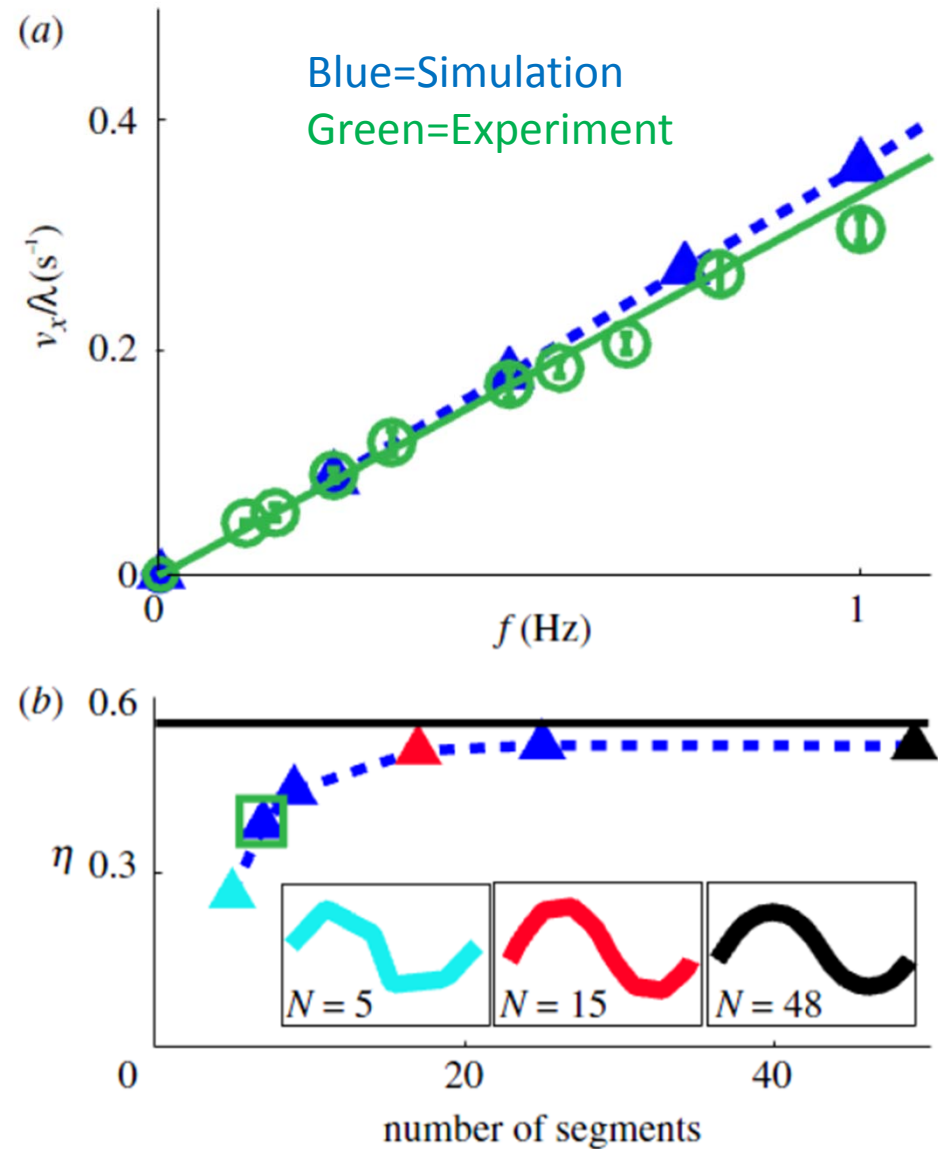 (a)
Blue=Simulation
Green=Experiment
0.4
0.2
0
v_x/λ(s⁻¹)
0
1
f (Hz)
(b)
0.6
η
0.3
0
N = 5
N = 15
N = 48
20
40
number of segments